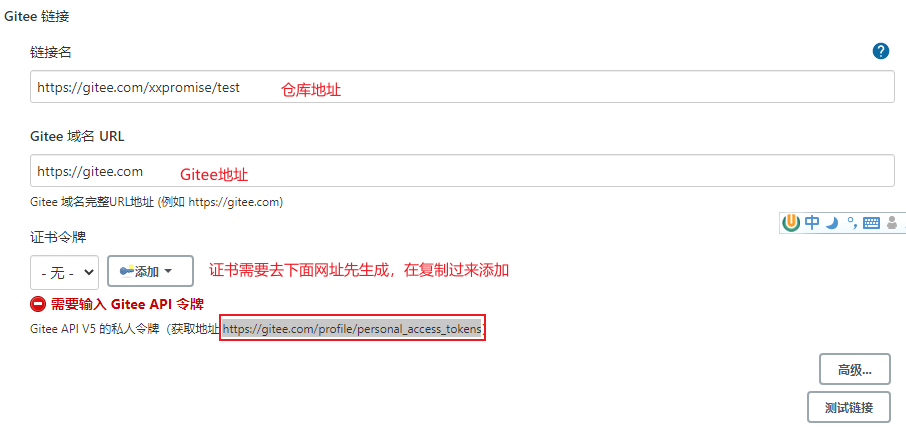 Gitee 链接
链接名
https://gitee.com/xxpromise/test 仓库地址
Gitee 域名 URL
https://gitee.com Gitee地址
Gitee 域名完整URL地址 (例如 https://gitee.com)
中
证书令牌
- 无 - 添加 证书需要去下面网址先生成，在复制过来添加
需要输入 Gitee API 令牌
Gitee API V5 的私人令牌（获取地址 https://gitee.com/profile/personal_access_tokens）
高级...
测试链接